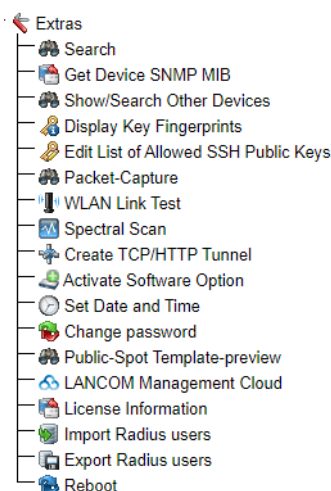 Extras
Search
Get Device SNMP MIB
Show/Search Other Devices
Display Key Fingerprints
Edit List of Allowed SSH Public Keys
Packet-Capture
WLAN Link Test
Spectral Scan
Create TCP/HTTP Tunnel
Activate Software Option
Set Date and Time
Change password
Public-Spot Template-preview
LANCOM Management Cloud
License Information
Import Radius users
Export Radius users
Reboot